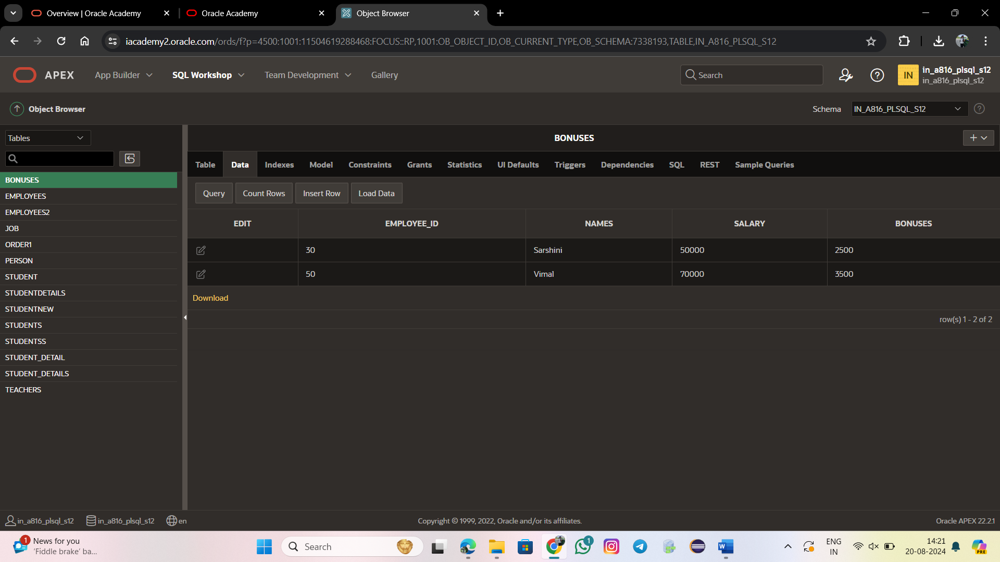 Overview | Oracle Academy
Oracle Academy
Object Browser
iacademy2.oracle.com/ords/f?p=4500:1001:11504619288468:FOCUS::RP,1001:OB_OBJECT_ID,OB_CURRENT_TYPE,OB_SCHEMA:7338193,TABLE,IN_A816_PLSQL_S12
APEX App Builder SQL Workshop Team Development Gallery Search IN in_a816_plsql_s12
in_a816_plsql_s12
Object Browser Schema IN_A816_PLSQL_S12
Tables
BONUSES
EMPLOYEES
EMPLOYEES2
JOB
ORDER1
PERSON
STUDENT
STUDENTDETAILS
STUDENTNEW
STUDENTS
STUDENTSS
STUDENT_DETAIL
STUDENT_DETAILS
TEACHERS
BONUSES
Table Data Indexes Model Constraints Grants Statistics UI Defaults Triggers Dependencies SQL REST Sample Queries
Query Count Rows Insert Row Load Data
EDIT EMPLOYEE_ID NAMES SALARY BONUSES
30 Sarshini 50000 2500
50 Vimal 70000 3500
Download
row(s) 1 - 2 of 2
in_a816_plsql_s12 in_a816_plsql_s12 en Copyright © 1999, 2022, Oracle and/or its affiliates. Oracle APEX 22.2.1
1 News for you
'Fiddle brake' ba...
Search
1
ENG
IN
14:21
20-08-2024
PRE